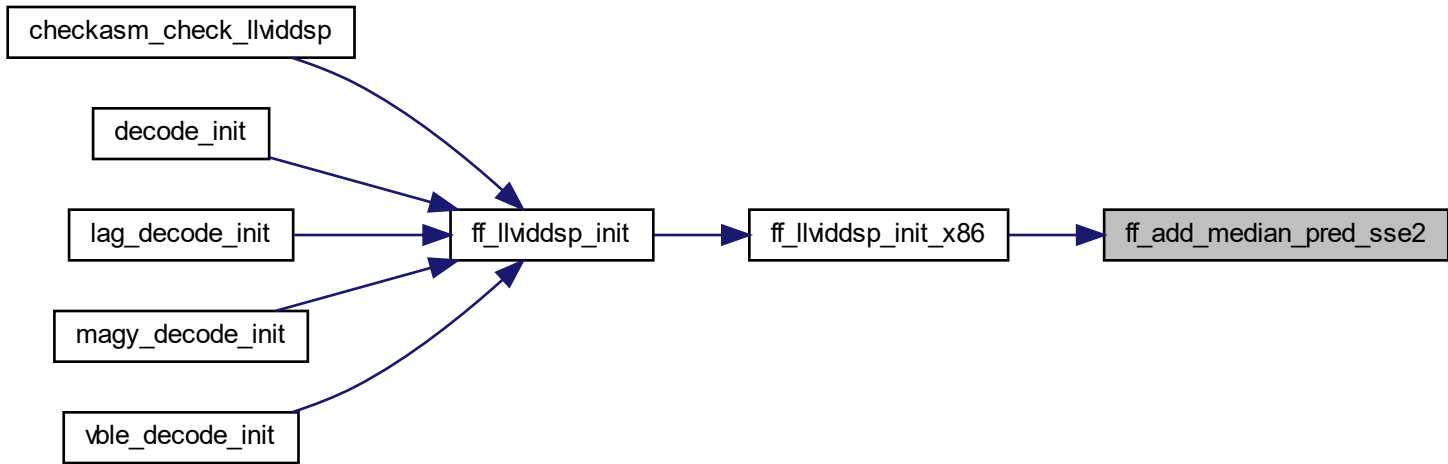 checkasm_check_llviddsp
decode_init
lag_decode_init
ff_llviddsp_init
ff_llviddsp_init_x86
ff_add_median_pred_sse2
magy_decode_init
vble_decode_init